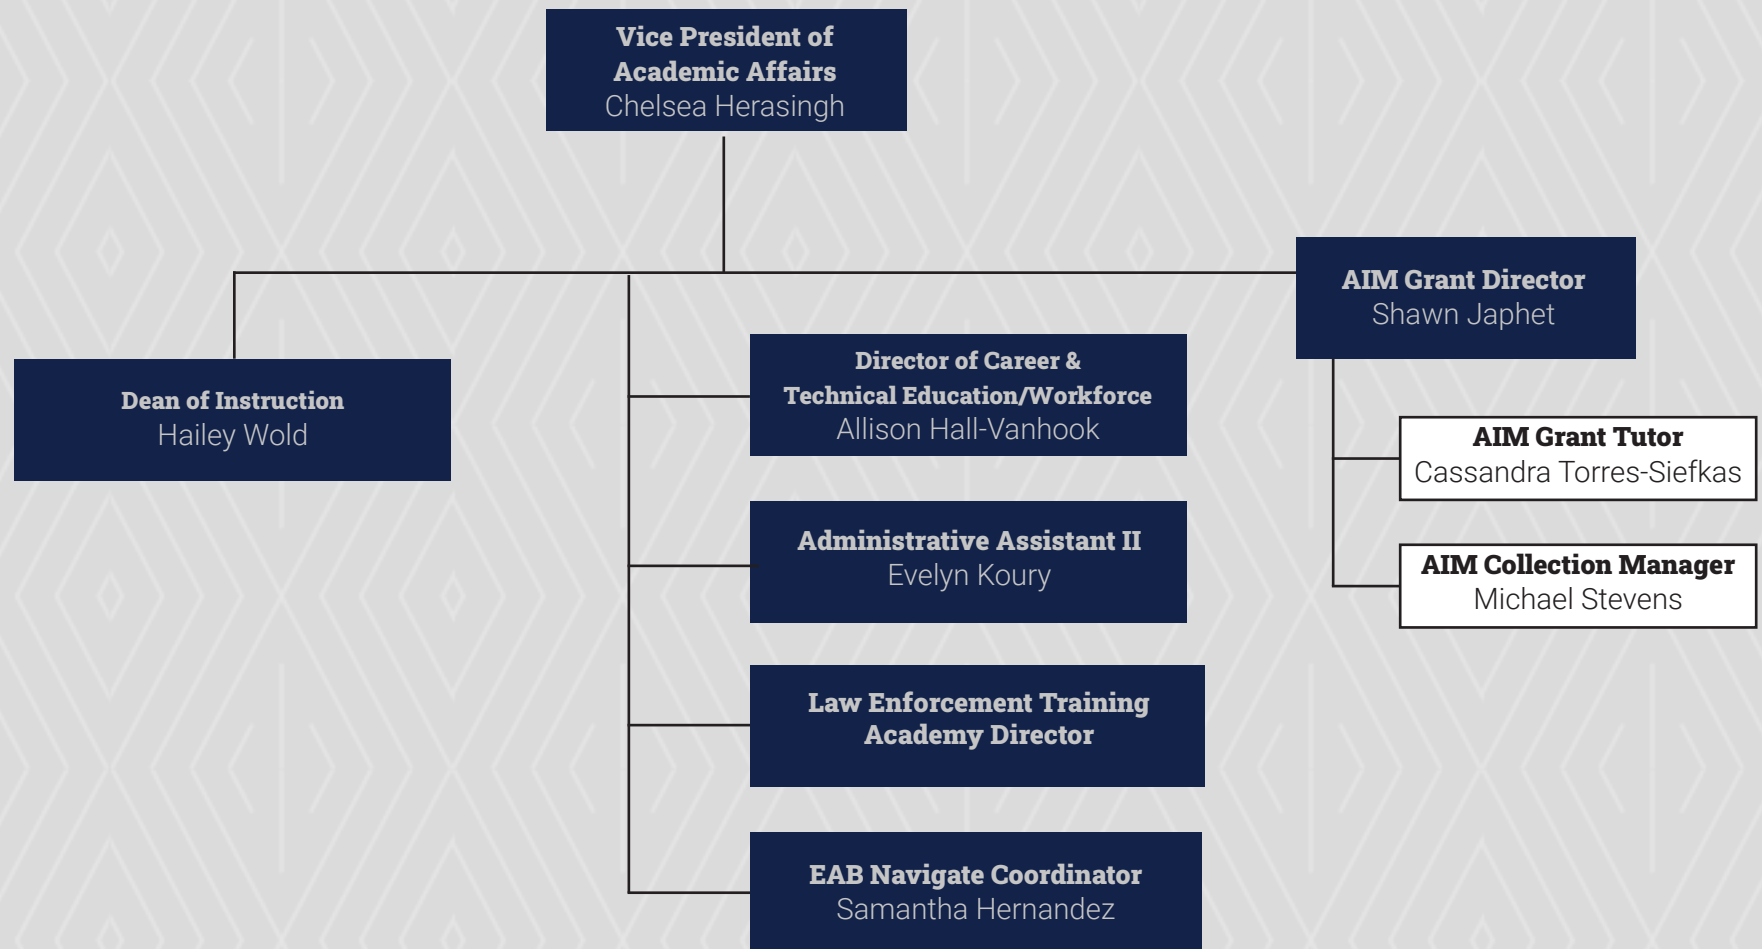 Vice President of
Academic Affairs
Chelsea Herasingh
AIM Grant Director
Shawn Japhet
Dean of Instruction
Hailey Wold
Director of Career &
Technical Education/Workforce
Allison Hall-Vanhook
Administrative Assistant II
Evelyn Koury
Law Enforcement Training
Academy Director
EAB Navigate Coordinator
Samantha Hernandez
AIM Grant Tutor
Cassandra Torres-Siefkas
AIM Collection Manager
Michael Stevens